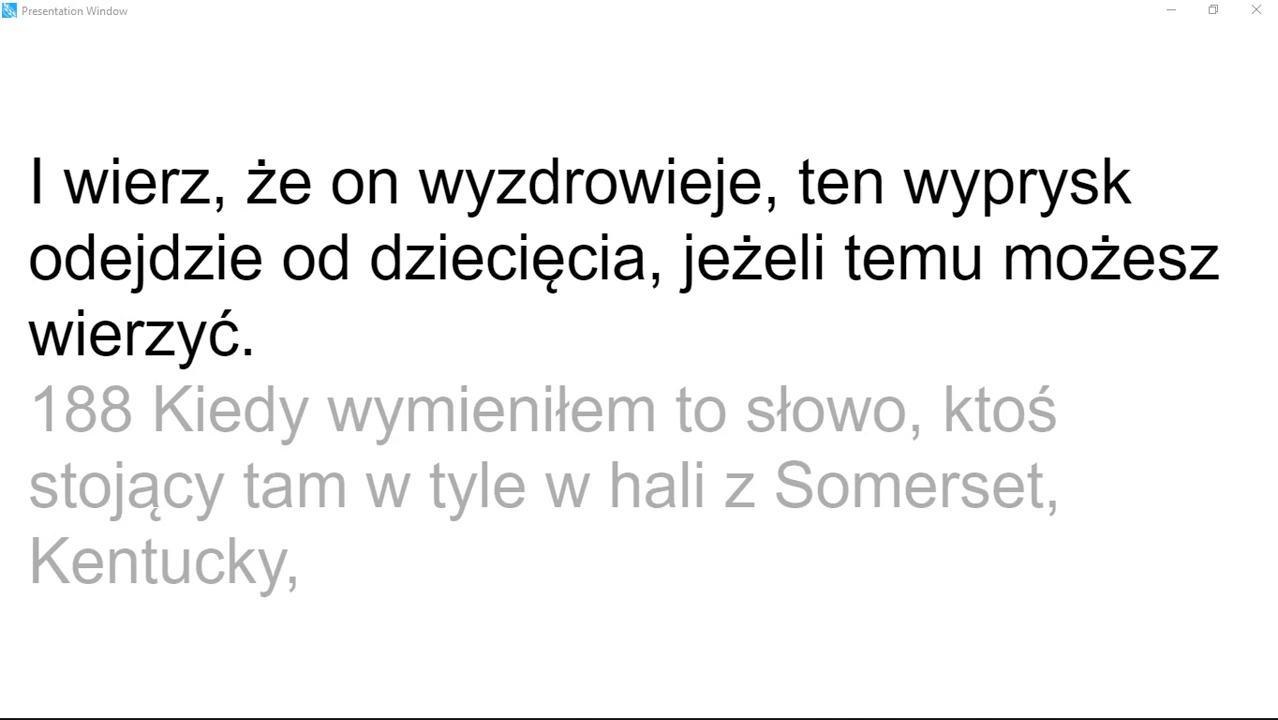 Presentation Window
I wierz, że on wyzdrowieje, ten wyprysk
odejdzie od dziecięcia, jeżeli temu możesz
wierzyć.
188 Kiedy wymieniłem to słowo, ktoś
stojący tam w tyle w hali z Somerset,
Kentucky,